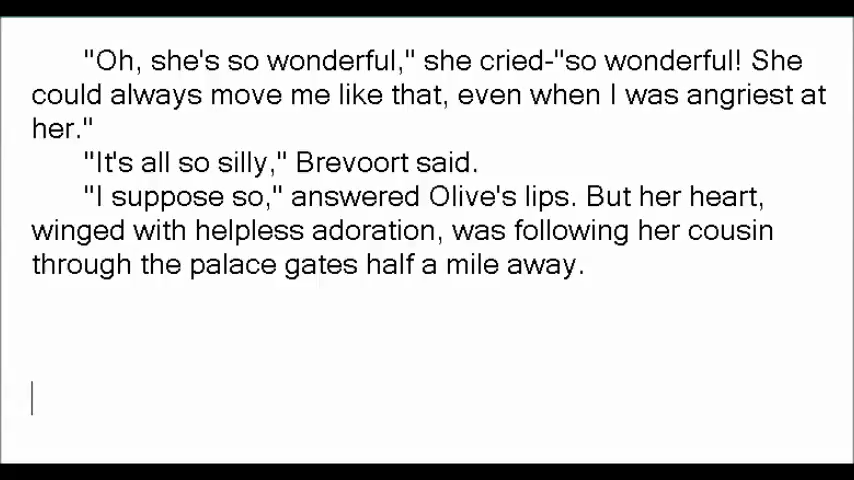 "Oh, she's so wonderful," she cried-"so wonderful! She
could always move me like that, even when I was angriest at
her."
"It's all so silly," Brevoort said.
"I suppose so," answered Olive's lips. But her heart,
winged with helpless adoration, was following her cousin
through the palace gates half a mile away.